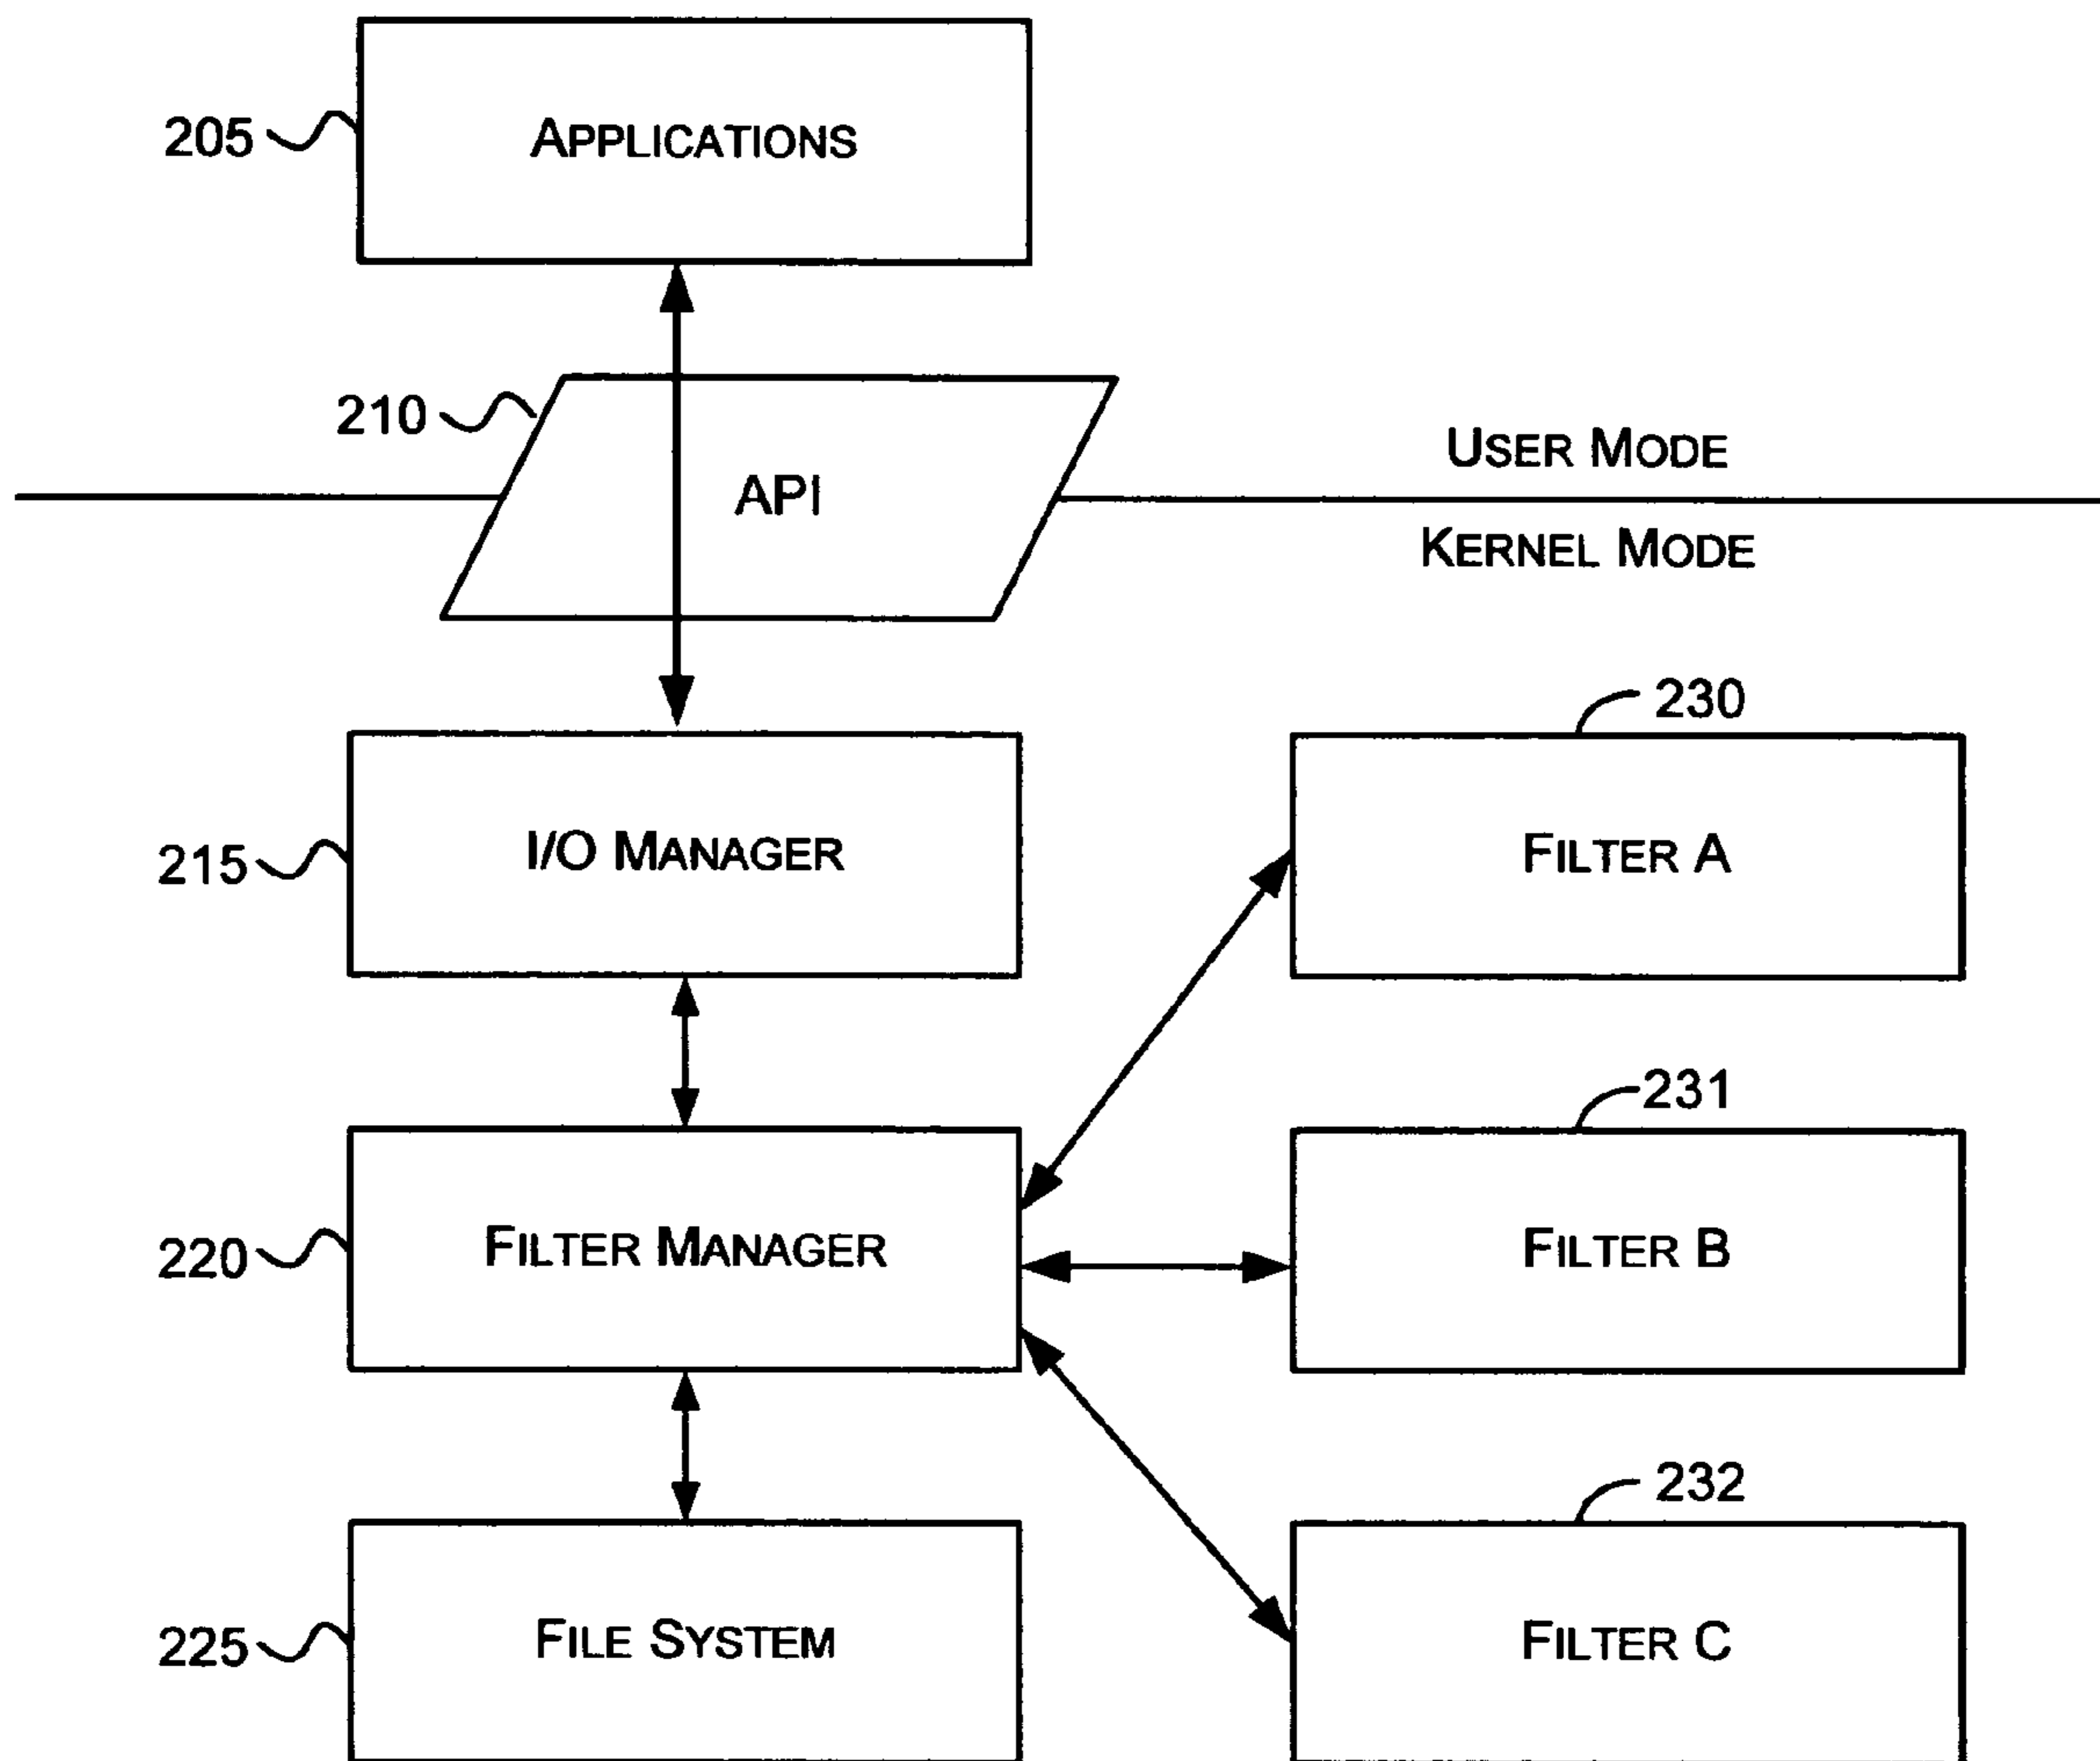 205
APPLICATIONS
210
API
USER MODE
KERNEL MODE
215
I/O MANAGER
230
FILTER A
220
FILTER MANAGER
231
FILTER B
225
FILE SYSTEM
232
FILTER C